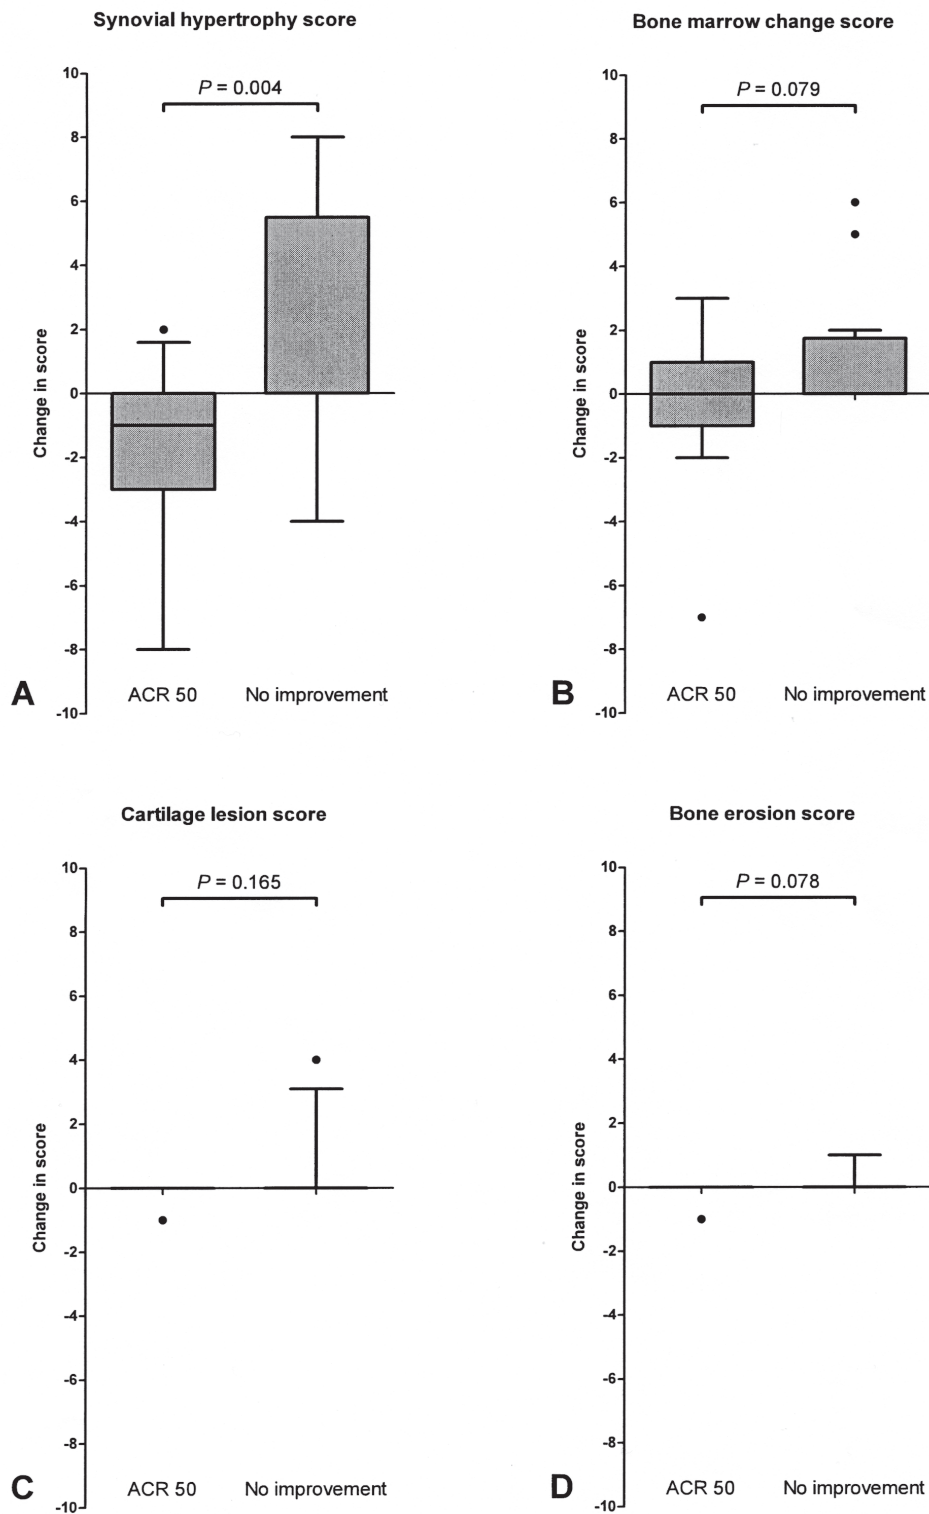 Synovial hypertrophy score
Bone marrow change score
10
8
6
4
2
0
-2
-4
-6
-8
-10
Change in score
P = 0.004
ACR 50 No improvement
A
10
8
6
4
2
0
-2
-4
-6
-8
-10
Change in score
P = 0.079
ACR 50 No improvement
B
Cartilage lesion score
Bone erosion score
10
8
6
4
2
0
-2
-4
-6
-8
-10
Change in score
P = 0.165
ACR 50 No improvement
C
10
8
6
4
2
0
-2
-4
-6
-8
-10
Change in score
P = 0.078
ACR 50 No improvement
D